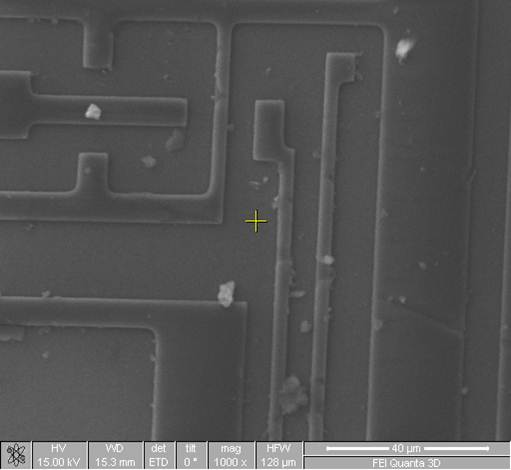 HV WD det tilt mag HFW 40 µm
15.00 kV 15.3 mm ETD 0 ° 1000 x 128 µm FEI Quanta 3D